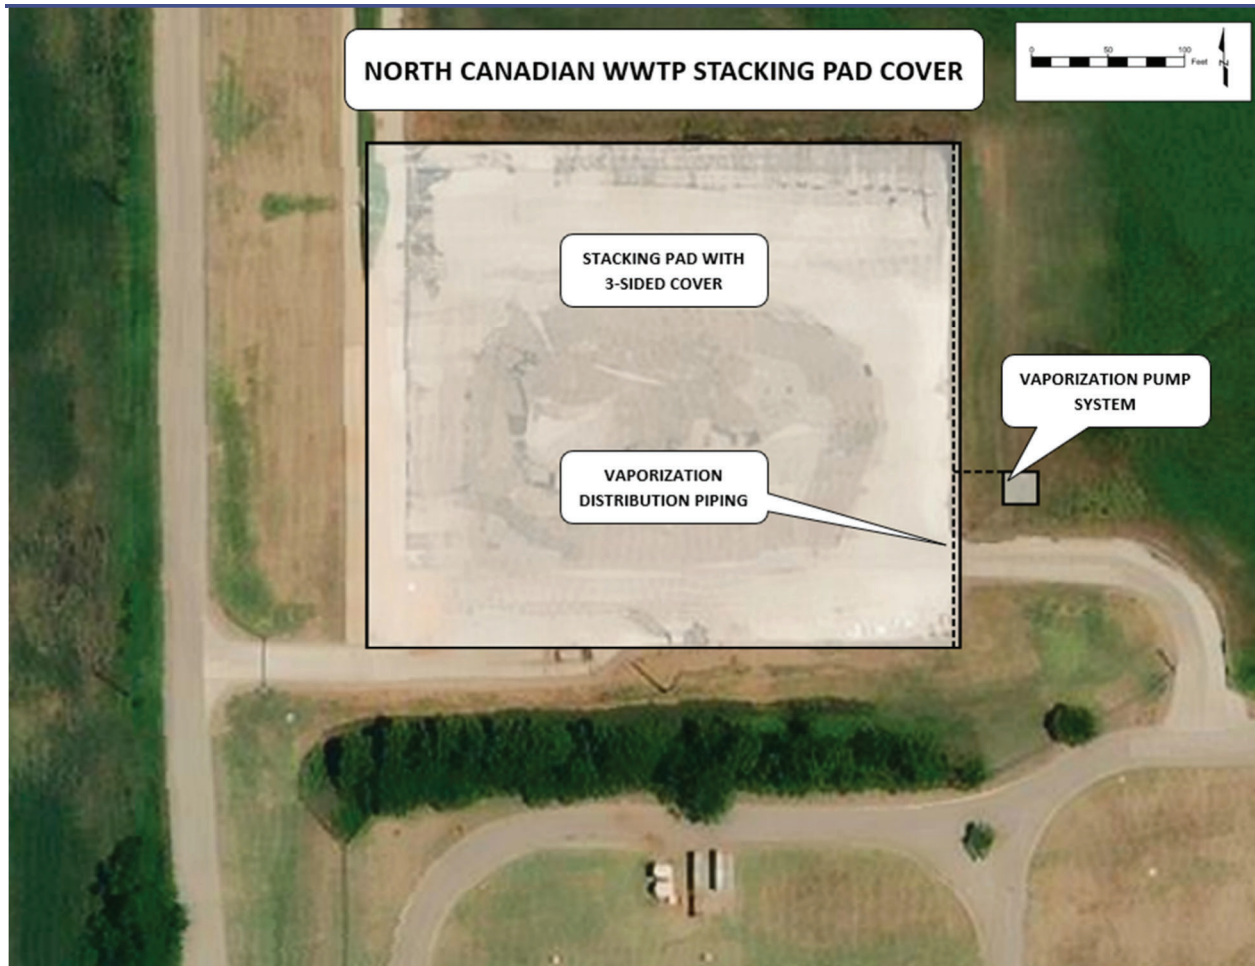 NORTH CANADIAN WWTP STACKING PAD COVER
0 50 100
Feet
N
STACKING PAD WITH
3-SIDED COVER
VAPORIZATION PUMP
SYSTEM
VAPORIZATION
DISTRIBUTION PIPING